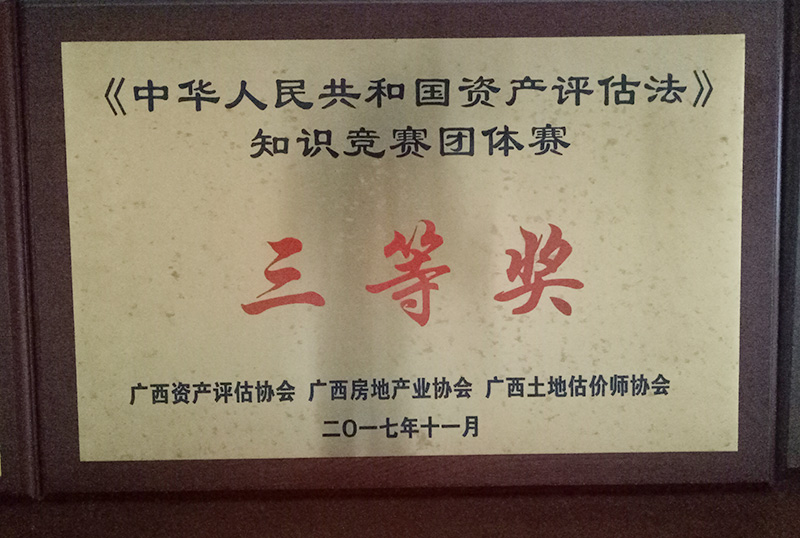 《中华人民共和国资产评估法》
知识竞赛团体赛
三等奖
广西资产评估协会 广西房地产业协会 广西土地估价师协会
二〇一七年十一月